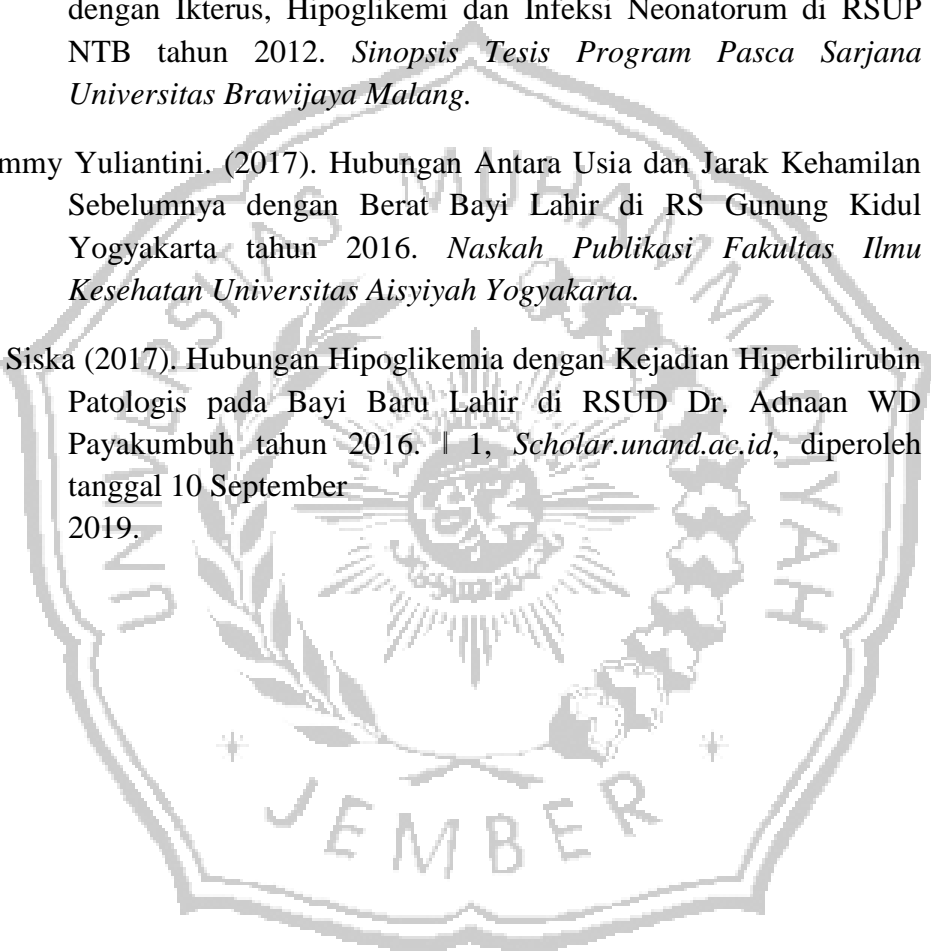 dengan Ikterus, Hipoglikemi dan Infeksi Neonatorum di RSUP
NTB tahun 2012. Sinopsis Tesis Program Pasca Sarjana
Universitas Brawijaya Malang.
mmy Yuliantini. (2017). Hubungan Antara Usia dan Jarak Kehamilan
Sebelumnya dengan Berat Bayi Lahir di RS Gunung Kidul
Yogyakarta tahun 2016. Naskah Publikasi Fakultas Ilmu
Kesehatan Universitas Aisyiyah Yogyakarta.
Siska (2017). Hubungan Hipoglikemia dengan Kejadian Hiperbilirubin
Patologis pada Bayi Baru Lahir di RSUD Dr. Adnaan WD
Payakumbuh tahun 2016. | 1, Scholar.unand.ac.id, diperoleh
tanggal 10 September
2019.
UNIVERSITAS MUHAMMADIYAH
JEMBER